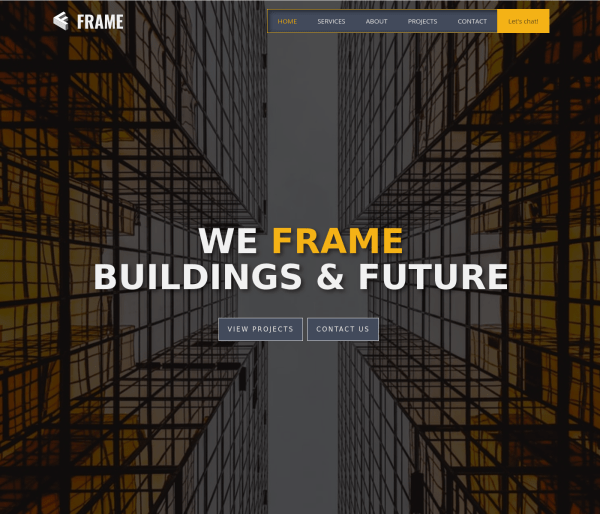 FRAME
HOME SERVICES ABOUT PROJECTS CONTACT Let's chat!
WE FRAME
BUILDINGS & FUTURE
VIEW PROJECTS CONTACT US